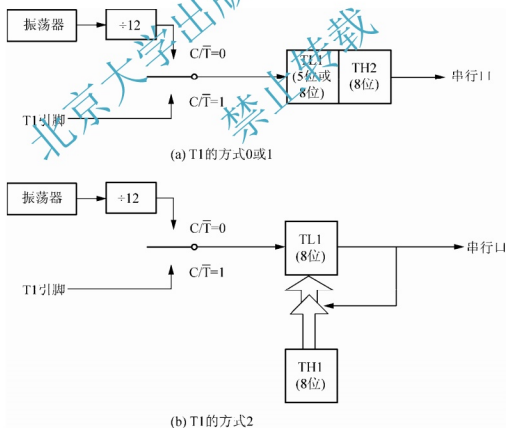 振荡器
÷12
C/T̅=0
C/T̅=1
T1引脚
TL1
(5位或
8位)
TH2
(8位)
串行口
(a) T1的方式0或1
振荡器
÷12
C/T̅=0
C/T̅=1
T1引脚
TL1
(8位)
串行口
TH1
(8位)
(b) T1的方式2
北京大学出版
禁止转载